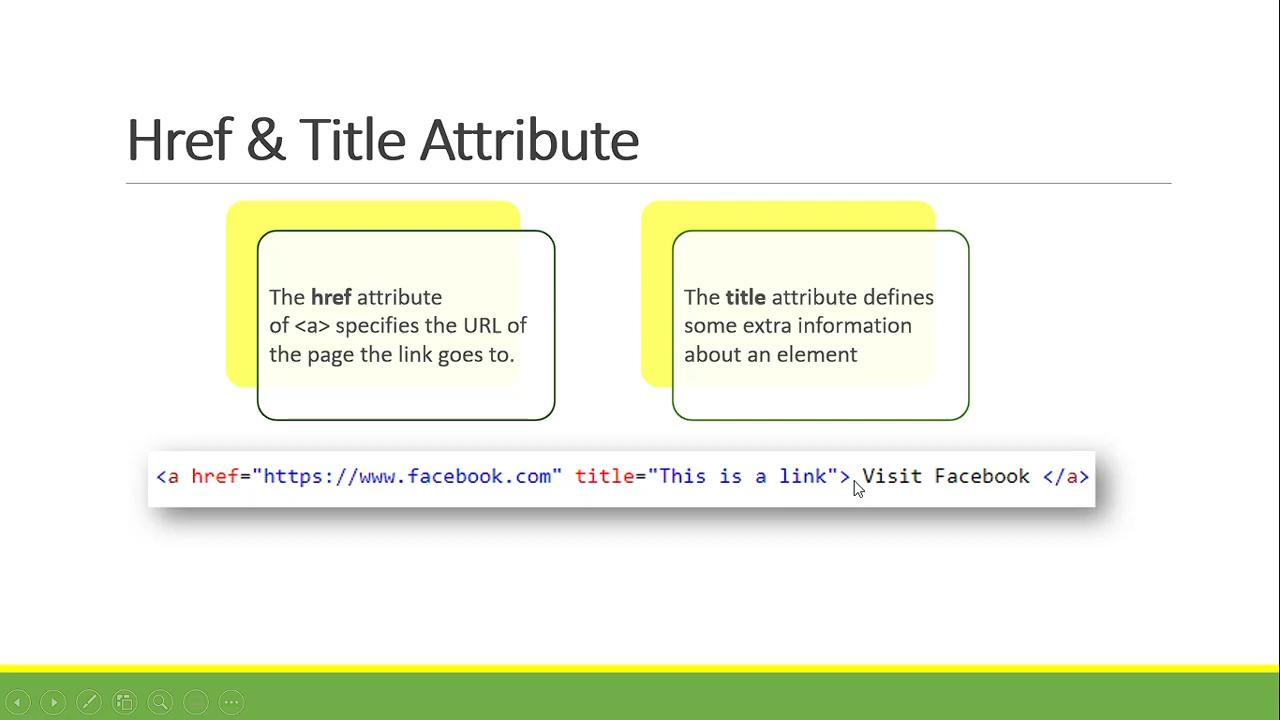 Href & Title Attribute
The href attribute
of <a> specifies the URL of
the page the link goes to.
The title attribute defines
some extra information
about an element
<a href="https://www.facebook.com" title="This is a link"> Visit Facebook </a>